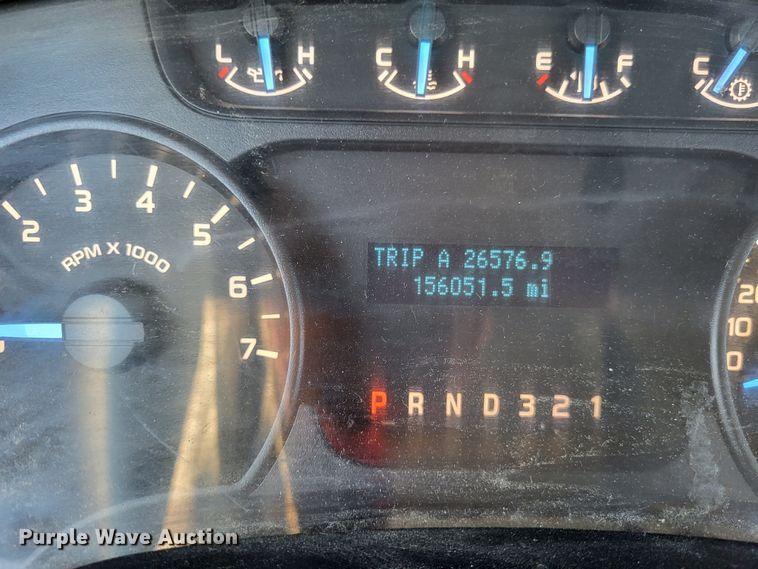 L H
C H
E F
C
2 3 4 5 6 7
RPM X 1000
TRIP A 26576.9
156051.5 mi
20
10
0
P R N D 3 2 1
Purple Wave Auction